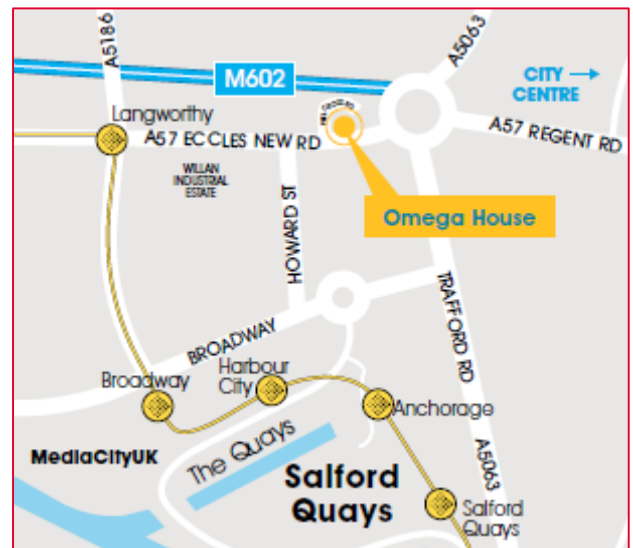 A5186
A5063
M602
CITY →
CENTRE
Langworthy
A57 ECCLES NEW RD
A57 REGENT RD
WILLAN
INDUSTRIAL
ESTATE
HOWARD ST
Omega House
TRAFFORD RD
BROADWAY
Harbour
City
Broadway
Anchorage
The Quays
MediaCityUK
Salford
Quays
A5063
Salford
Quays